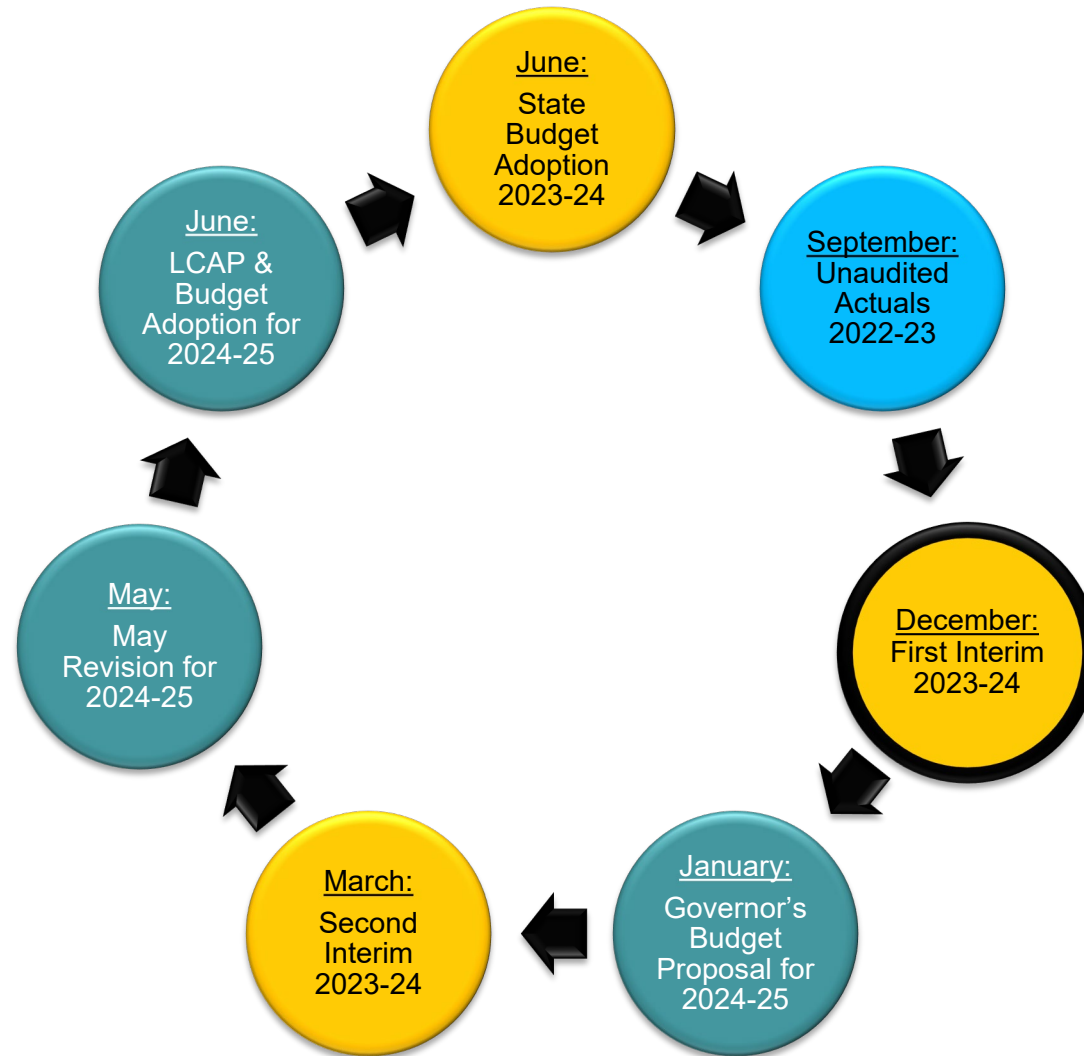 June:
State
Budget
Adoption
2023-24
September:
Unaudited
Actuals
2022-23
December:
First Interim
2023-24
January:
Governor’s
Budget
Proposal for
2024-25
March:
Second
Interim
2023-24
May:
May
Revision for
2024-25
June:
LCAP &
Budget
Adoption for
2024-25